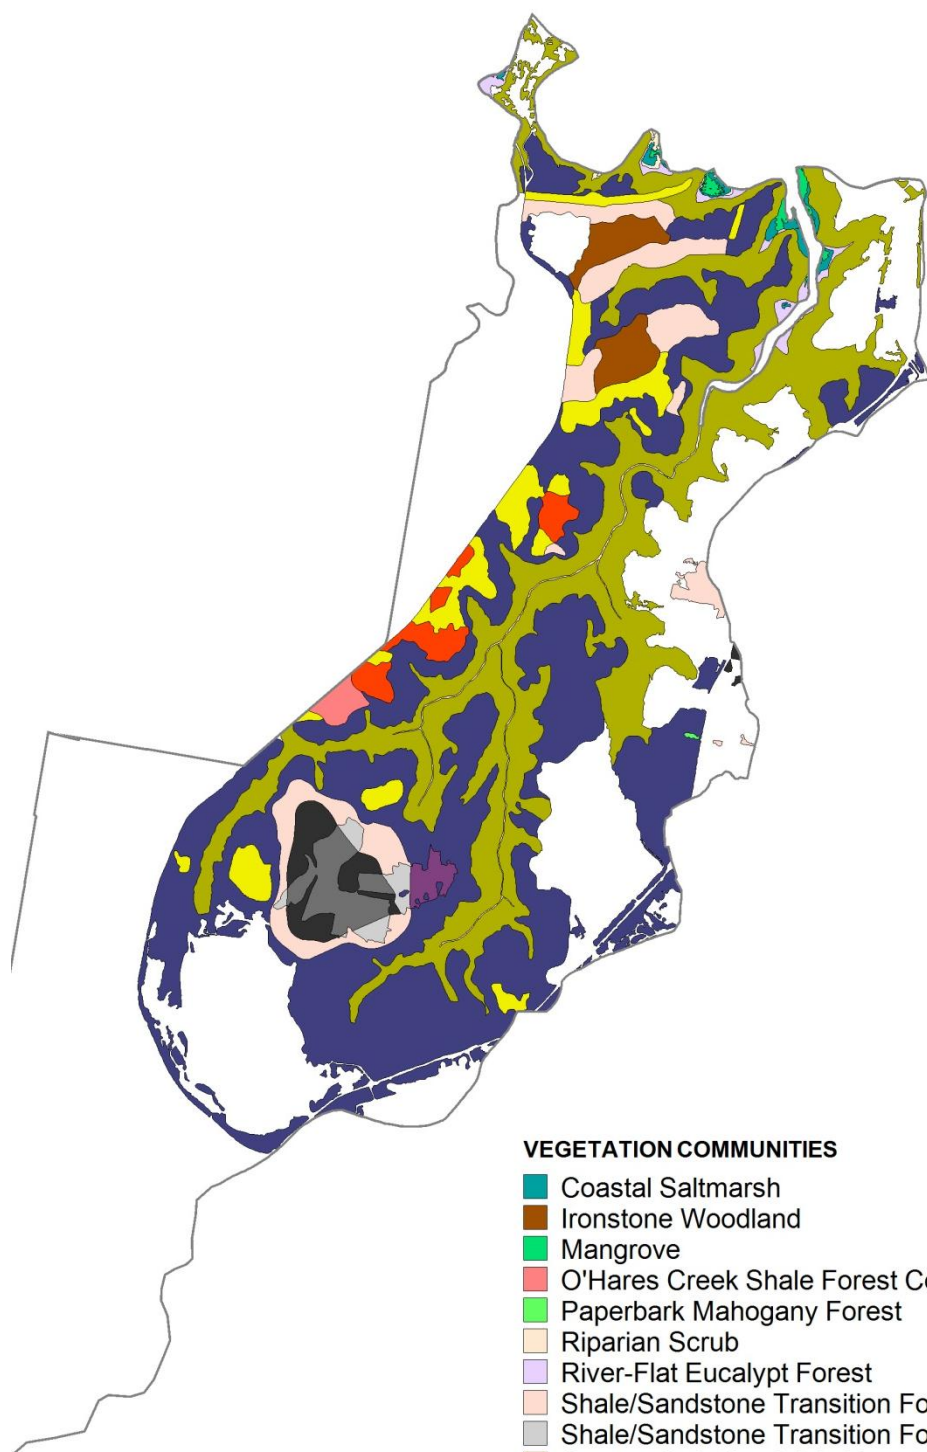 VEGETATION COMMUNITIES
Coastal Saltmarsh
Ironstone Woodland
Mangrove
O'Hares Creek Shale Forest Co
Paperbark Mahogany Forest
Riparian Scrub
River-Flat Eucalypt Forest
Shale/Sandstone Transition Fo
Shale/Sandstone Transition Fo